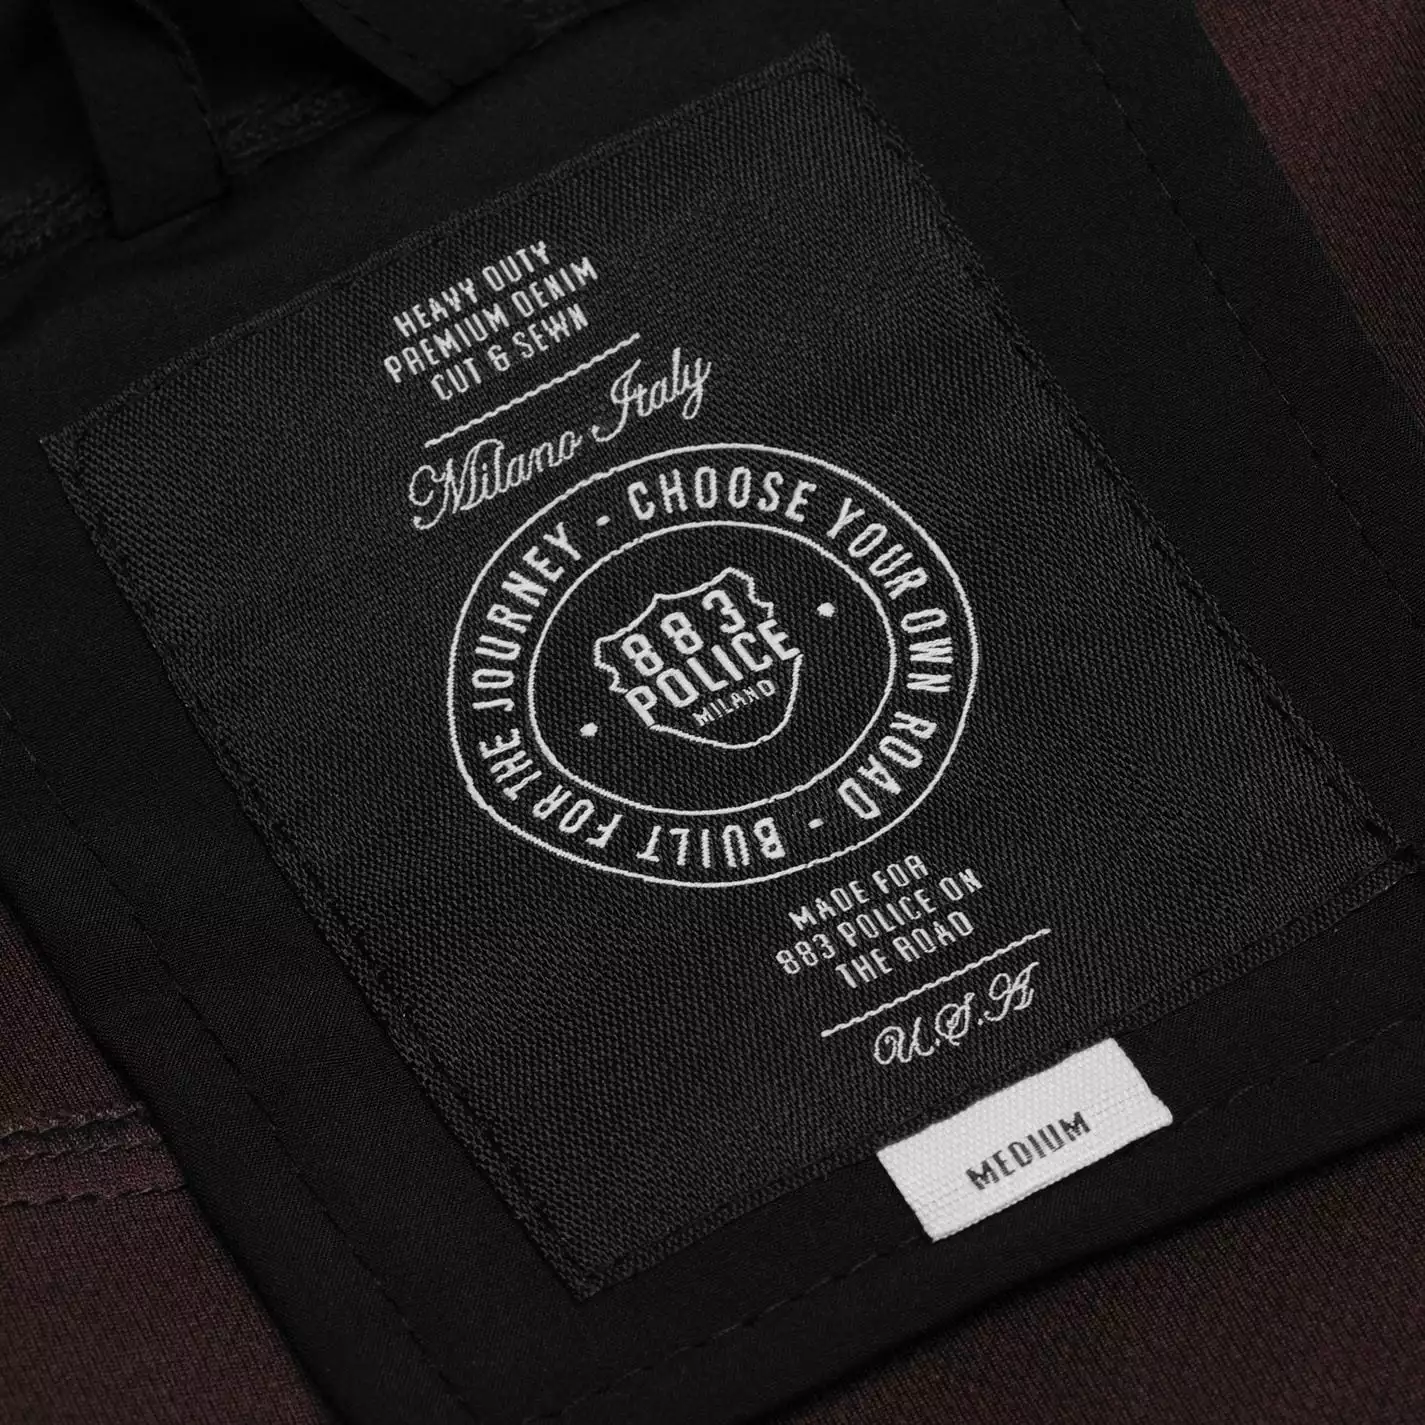 HEAVY DUTY
PREMIUM DENIM
CUT & SEWN
Milano Italy
CHOOSE YOUR OWN ROAD - BUILT FOR THE JOURNEY -
883
POLICE
MILANO
MADE FOR
883 POLICE ON
THE ROAD
U.S.A
MEDIUM